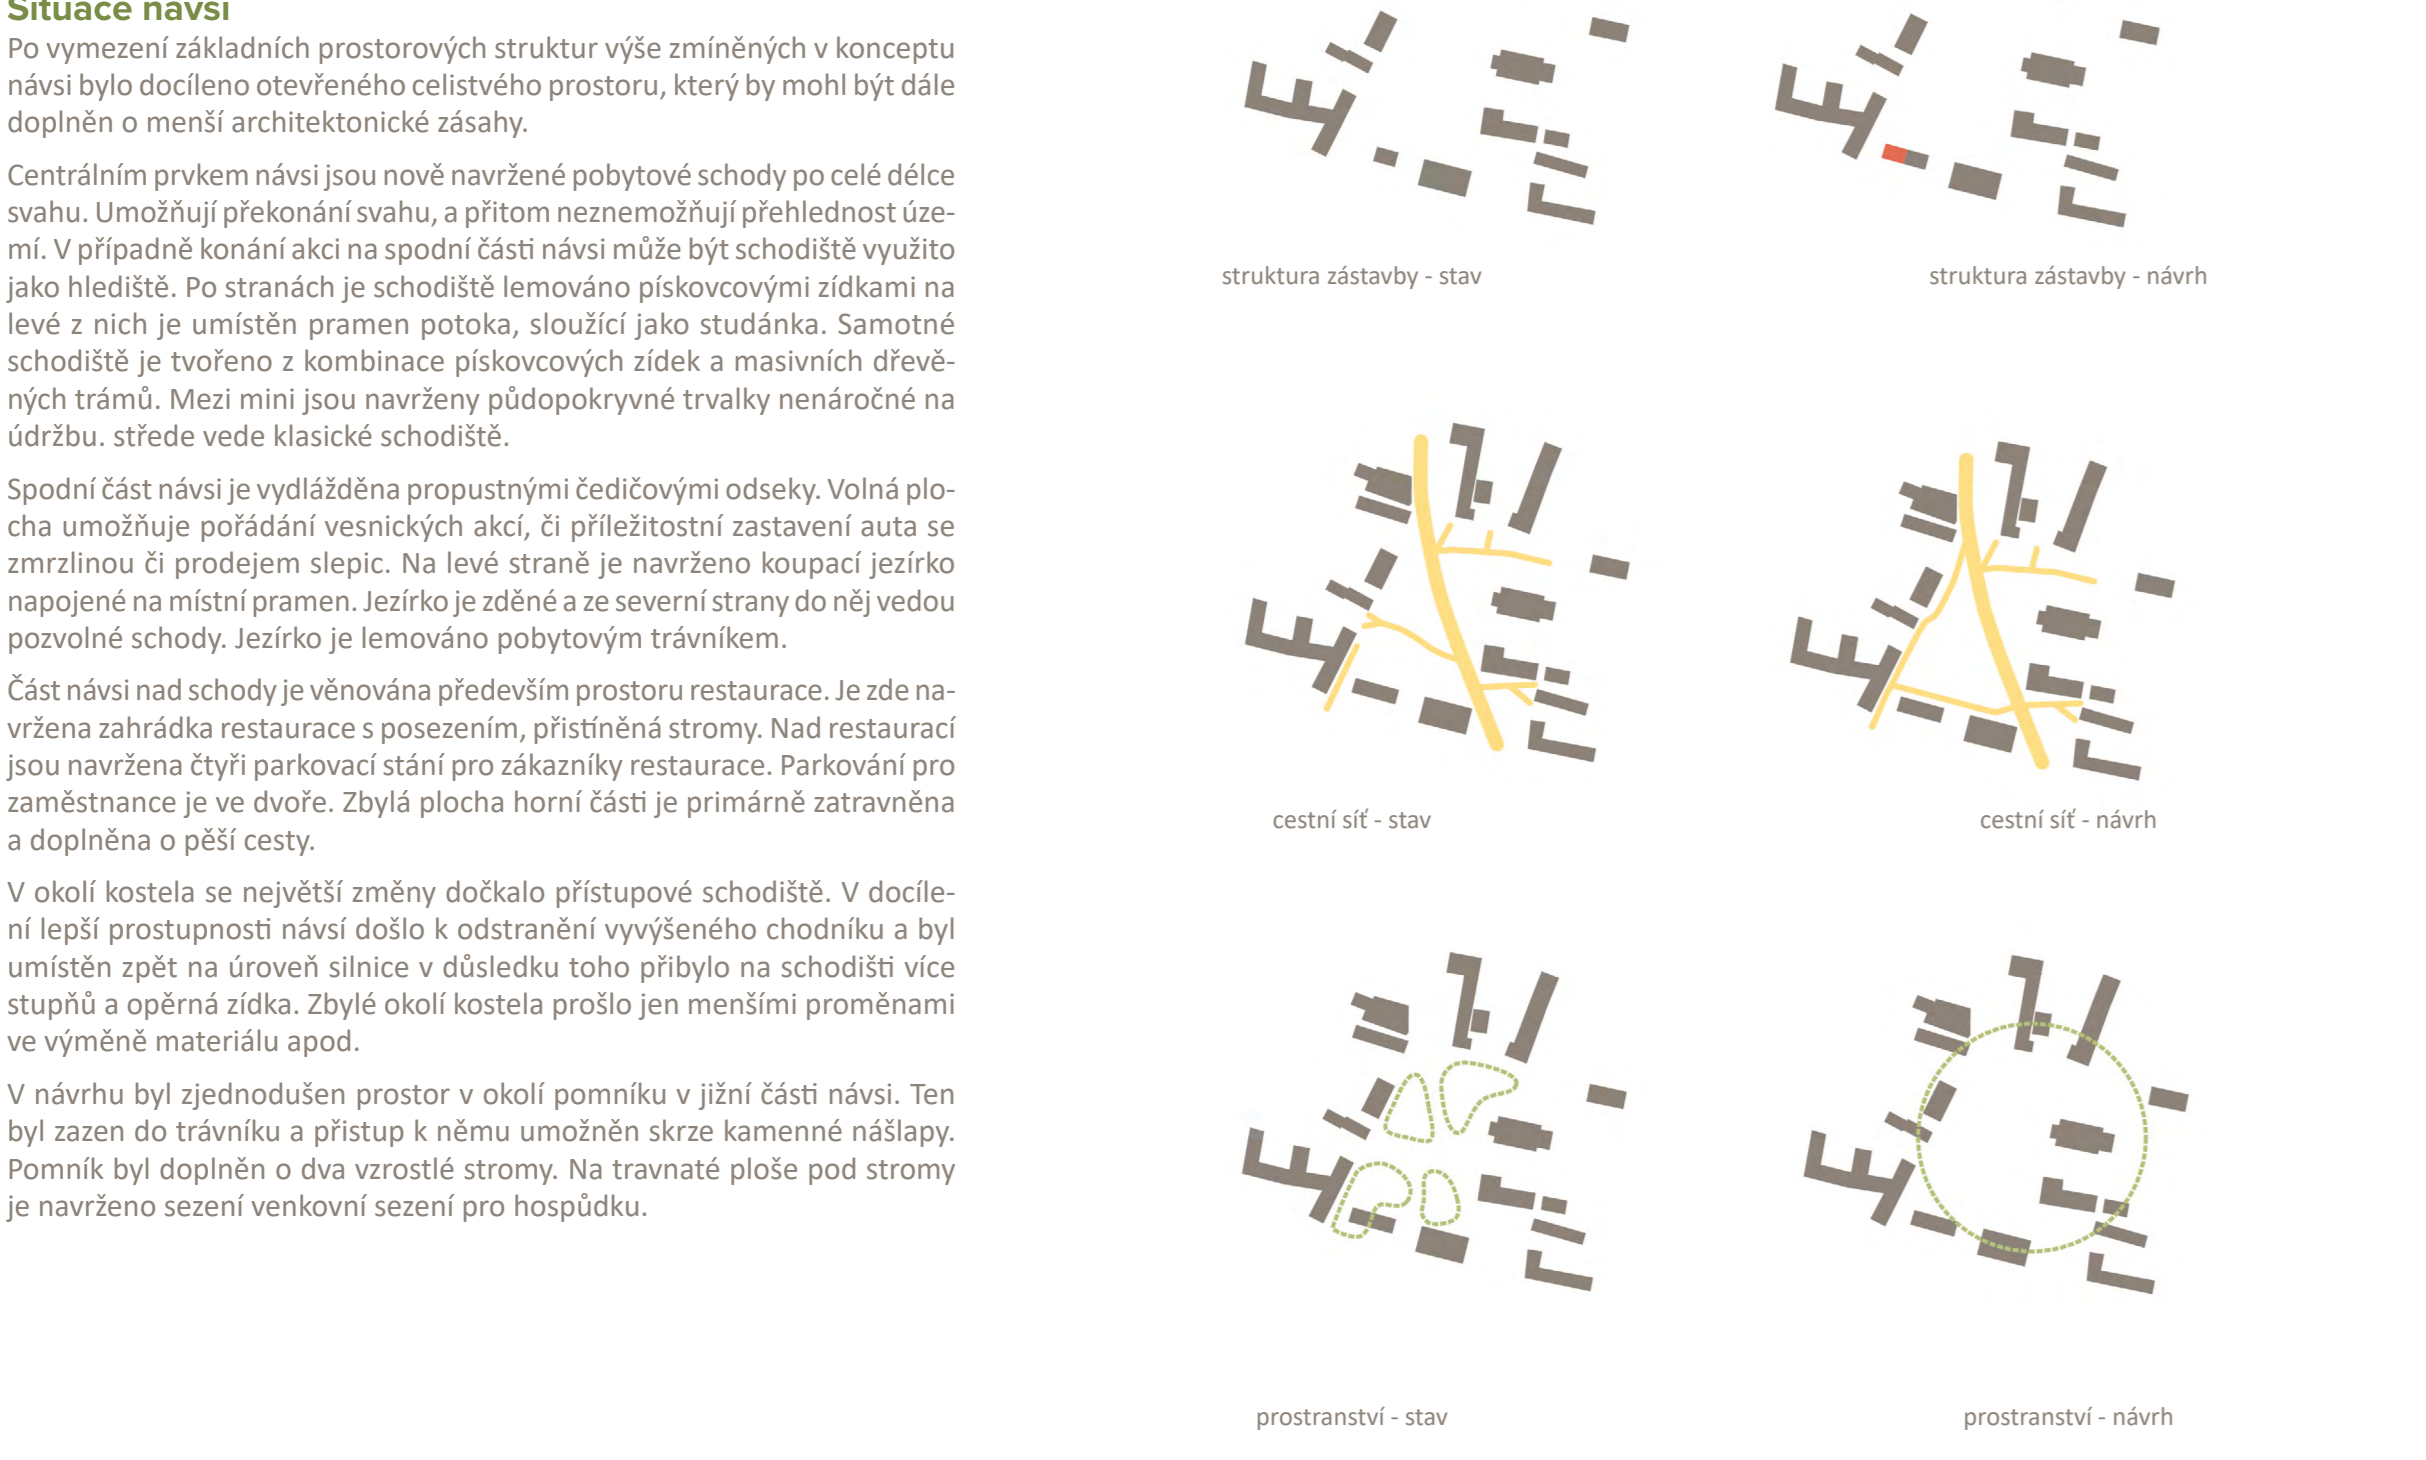 Situace návsi
Po vymezení základních prostorových struktur výše zmíněných v konceptu
návsi bylo docíleno otevřeného celistvého prostoru, který by mohl být dále
doplněn o menší architektonické zásahy.
Centrálním prvkem návsi jsou nově navržené pobytové schody po celé délce
svahu. Umožňují překonání svahu, a přitom neznemožňují přehlednost úze-
mí. V případně konání akci na spodní části návsi může být schodiště využito
jako hlediště. Po stranách je schodiště lemováno pískovcovými zídkami na
levé z nich je umístěn pramen potoka, sloužící jako studánka. Samotné
schodiště je tvořeno z kombinace pískovcových zídek a masivních dřevě-
ných trámů. Mezi mini jsou navrženy půdopokryvné trvalky nenáročné na
údržbu. střede vede klasické schodiště.
Spodní část návsi je vydlážděna propustnými čedičovými odseky. Volná plo-
cha umožňuje pořádání vesnických akcí, či příležitostní zastavení auta se
zmrzlinou či prodejem slepic. Na levé straně je navrženo koupací jezírko
napojené na místní pramen. Jezírko je zděné a ze severní strany do něj vedou
pozvolné schody. Jezírko je lemováno pobytovým trávníkem.
Část návsi nad schody je věnována především prostoru restaurace. Je zde na-
vržena zahrádka restaurace s posezením, přistíněná stromy. Nad restaurací
jsou navržena čtyři parkovací stání pro zákazníky restaurace. Parkování pro
zaměstnance je ve dvoře. Zbylá plocha horní části je primárně zatravněna
a doplněna o pěší cesty.
V okolí kostela se největší změny dočkalo přístupové schodiště. V docíle-
ní lepší prostupnosti návsí došlo k odstranění vyvýšeného chodníku a byl
umístěn zpět na úroveň silnice v důsledku toho přibylo na schodišti více
stupňů a opěrná zídka. Zbylé okolí kostela prošlo jen menšími proměnami
ve výměně materiálu apod.
V návrhu byl zjednodušen prostor v okolí pomníku v jižní části návsi. Ten
byl zazen do trávníku a přistup k němu umožněn skrze kamenné nášlapy.
Pomník byl doplněn o dva vzrostlé stromy. Na travnaté ploše pod stromy
je navrženo sezení venkovní sezení pro hospůdku.
struktura zástavby - stav
struktura zástavby - návrh
cestní síť - stav
cestní síť - návrh
prostranství - stav
prostranství - návrh